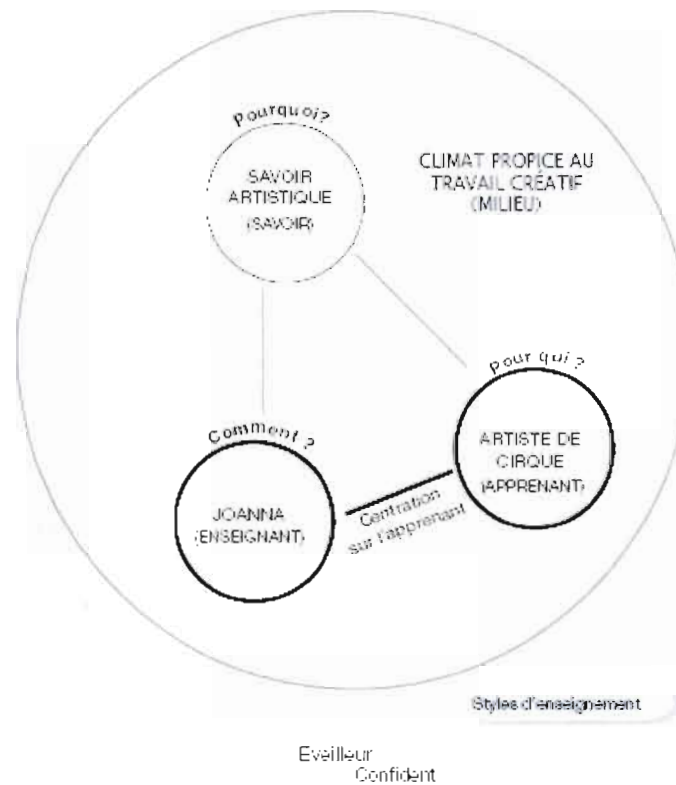 Pourquoi?
SAVOIR
ARTISTIQUE
(SAVOIR)
CLIMAT PROPICE AU
TRAVAIL CRÉATIF
(MILIEU)
Pour qui ?
ARTISTE DE
CIRQUE
(APPRENANT)
Comment ?
JOANNA
(ENSEIGNANT)
Centration
sur l'apprenant
Styles d'enseignement
Eveilleur
Confident